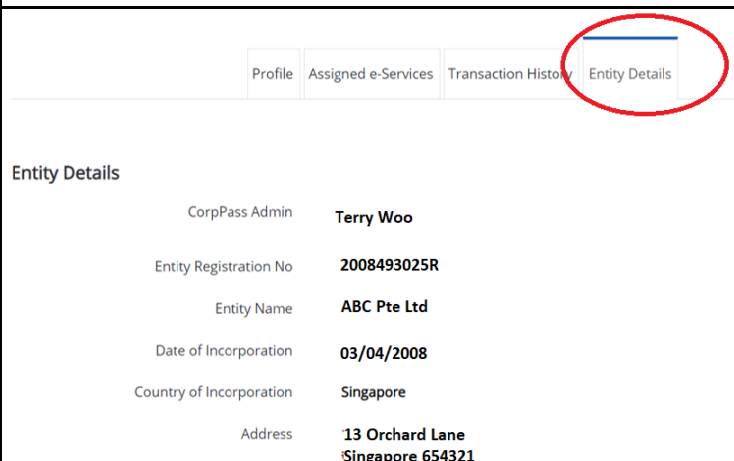 Profile Assigned e-Services Transaction History Entity Details
Entity Details
CorpPass Admin Terry Woo
Entity Registration No 2008493025R
Entity Name ABC Pte Ltd
Date of Incorporation 03/04/2008
Country of Incorporation Singapore
Address 13 Orchard Lane
Singapore 654321